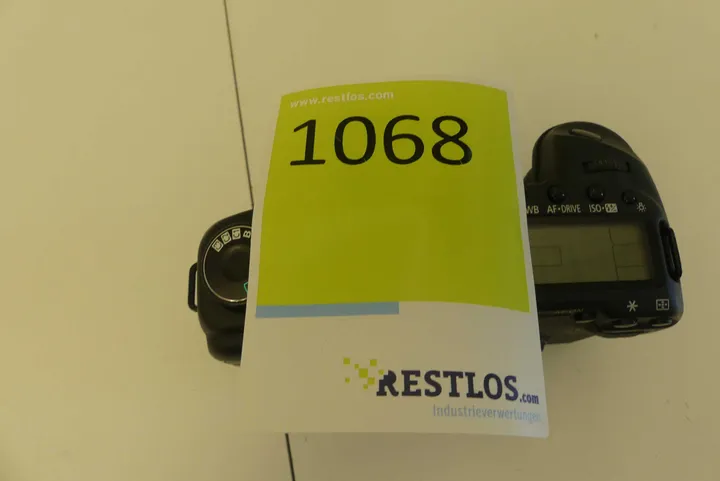 www.restlos.com
1068
WB AF•DRIVE ISO•
RESTLOS.com
Industrieverwertungen